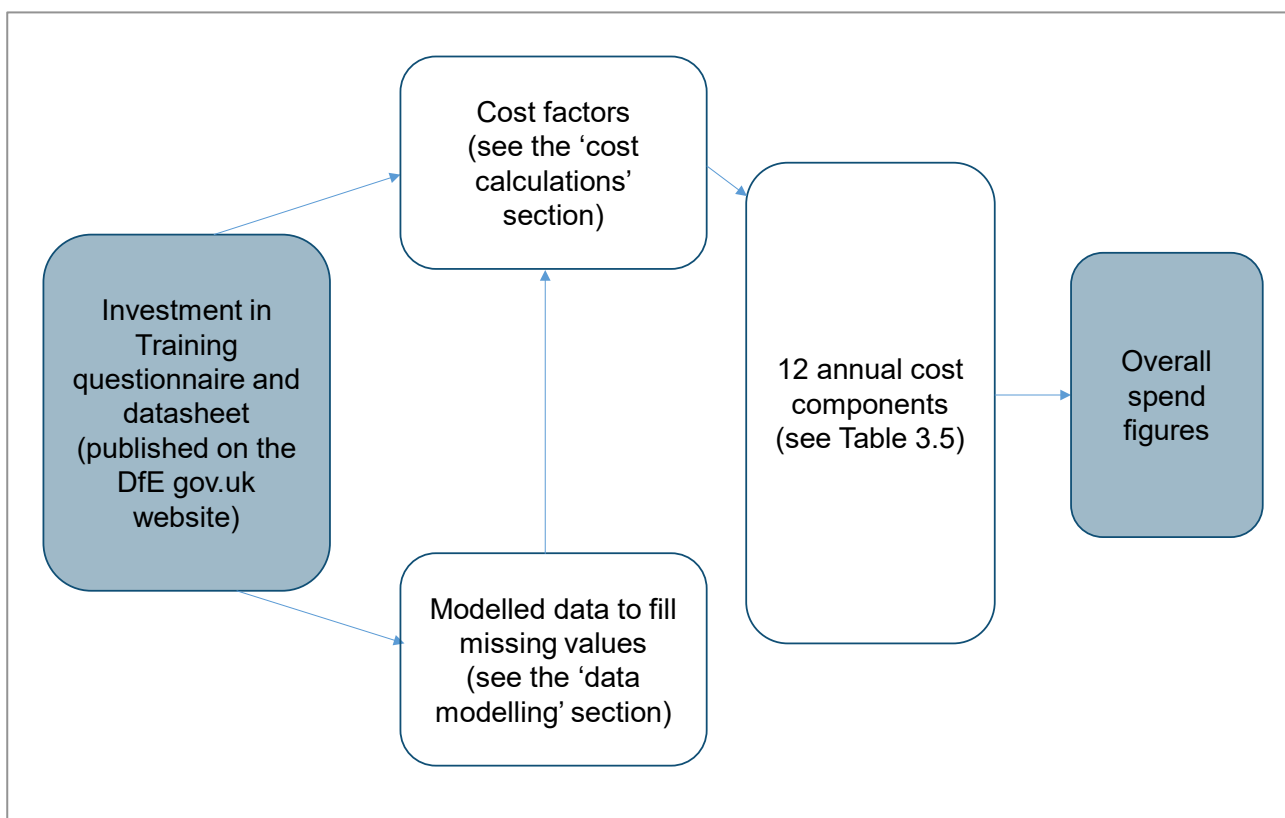 Investment in
Training
questionnaire and
datasheet
(published on the
DfE gov.uk
website)
Cost factors
(see the ‘cost
calculations’
section)
Modelled data to fill
missing values
(see the ‘data
modelling’ section)
12 annual cost
components
(see Table 3.5)
Overall
spend
figures